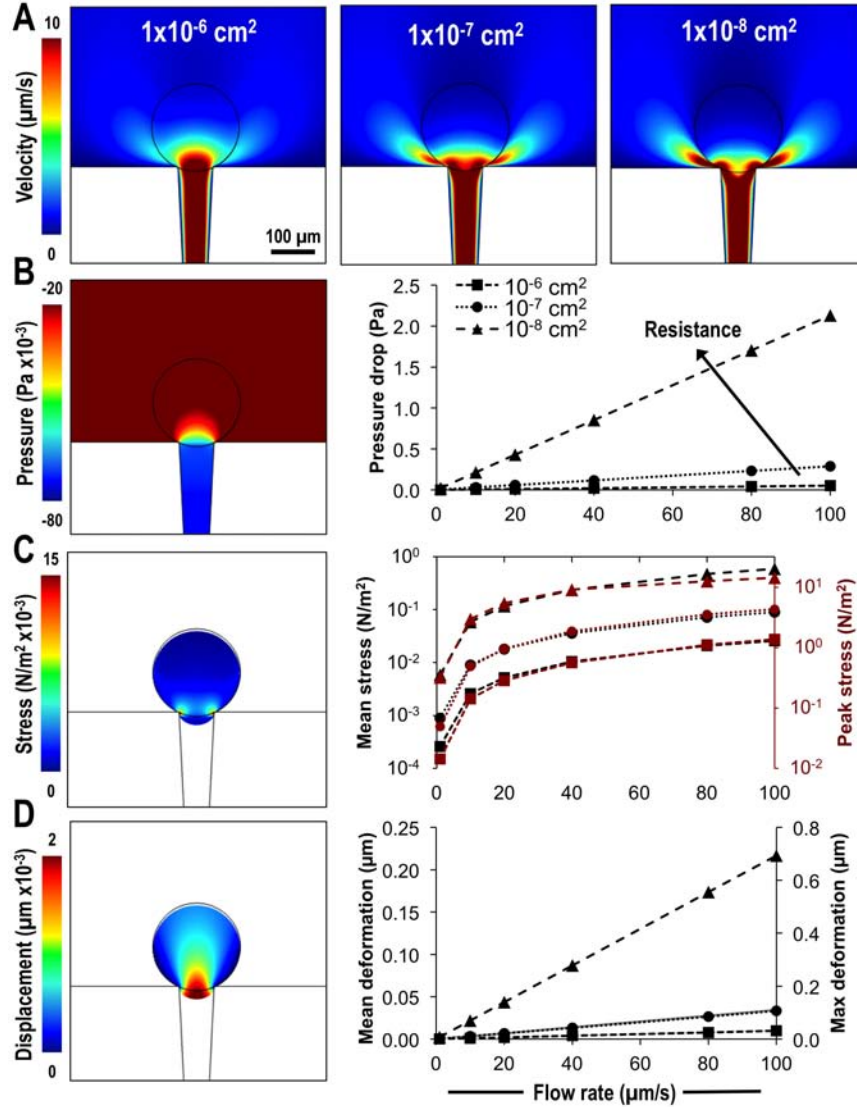 A
10
Velocity (µm/s)
0
1x10⁻⁶ cm²
1x10⁻⁷ cm²
1x10⁻⁸ cm²
100 µm
B
-20
Pressure (Pa x10⁻³)
-80
10⁻⁶ cm²
10⁻⁷ cm²
10⁻⁸ cm²
Resistance
Pressure drop (Pa)
2.5
2.0
1.5
1.0
0.5
0.0
0 20 40 60 80 100
C
15
Stress (N/m² x10⁻³)
0
Mean stress (N/m²)
10⁰
10⁻¹
10⁻²
10⁻³
10⁻⁴
Peak stress (N/m²)
10¹
10⁰
10⁻¹
10⁻²
0 20 40 60 80 100
D
2
Displacement (µm x10⁻³)
0
Mean deformation (µm)
0.25
0.20
0.15
0.10
0.05
0.00
Max deformation (µm)
0.8
0.6
0.4
0.2
0.0
0 20 40 60 80 100
Flow rate (µm/s)